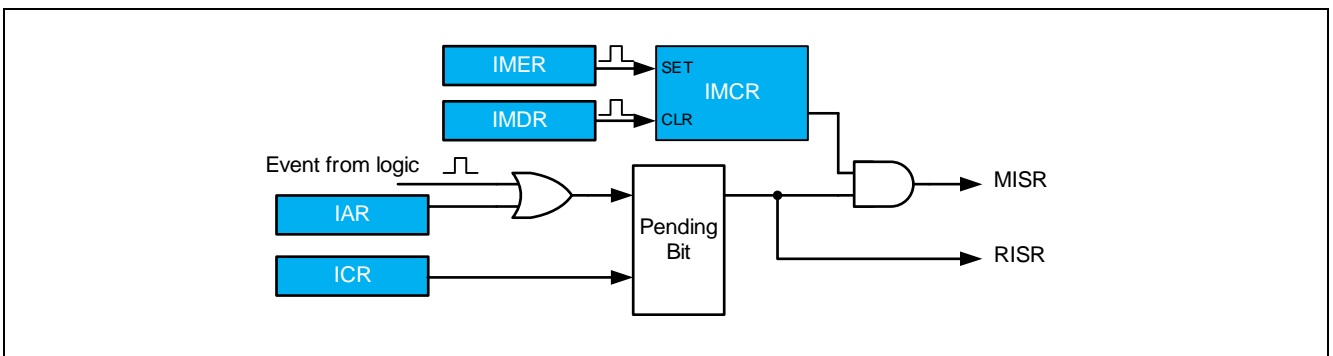 IMER
SET
IMCR
IMDR
CLR
Event from logic
MISR
IAR
Pending
Bit
RISR
ICR